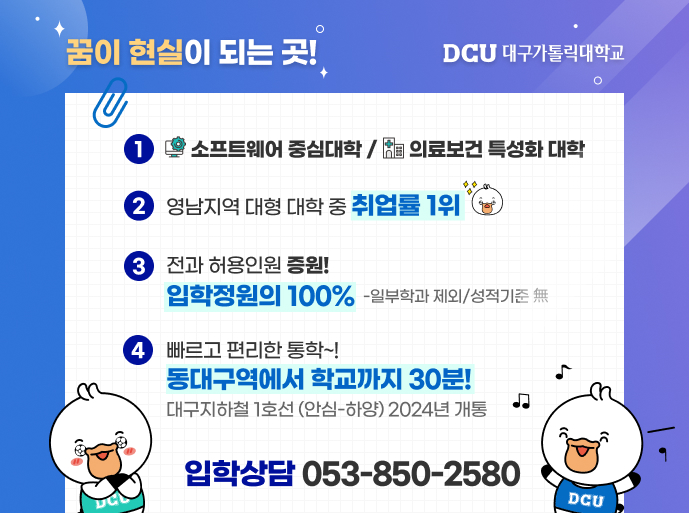 꿈이 현실이 되는 곳!
DCU 대구가톨릭대학교
1 소프트웨어 중심대학 / 의료보건 특성화 대학
2 영남지역 대형 대학 중 취업률 1위
3 전과 허용인원 증원!
입학정원의 100% -일부학과 제외/성적기준 無
4 빠르고 편리한 통학~!
동대구역에서 학교까지 30분!
대구지하철 1호선 (안심-하양) 2024년 개통
입학상담 053-850-2580
DCU
DCU